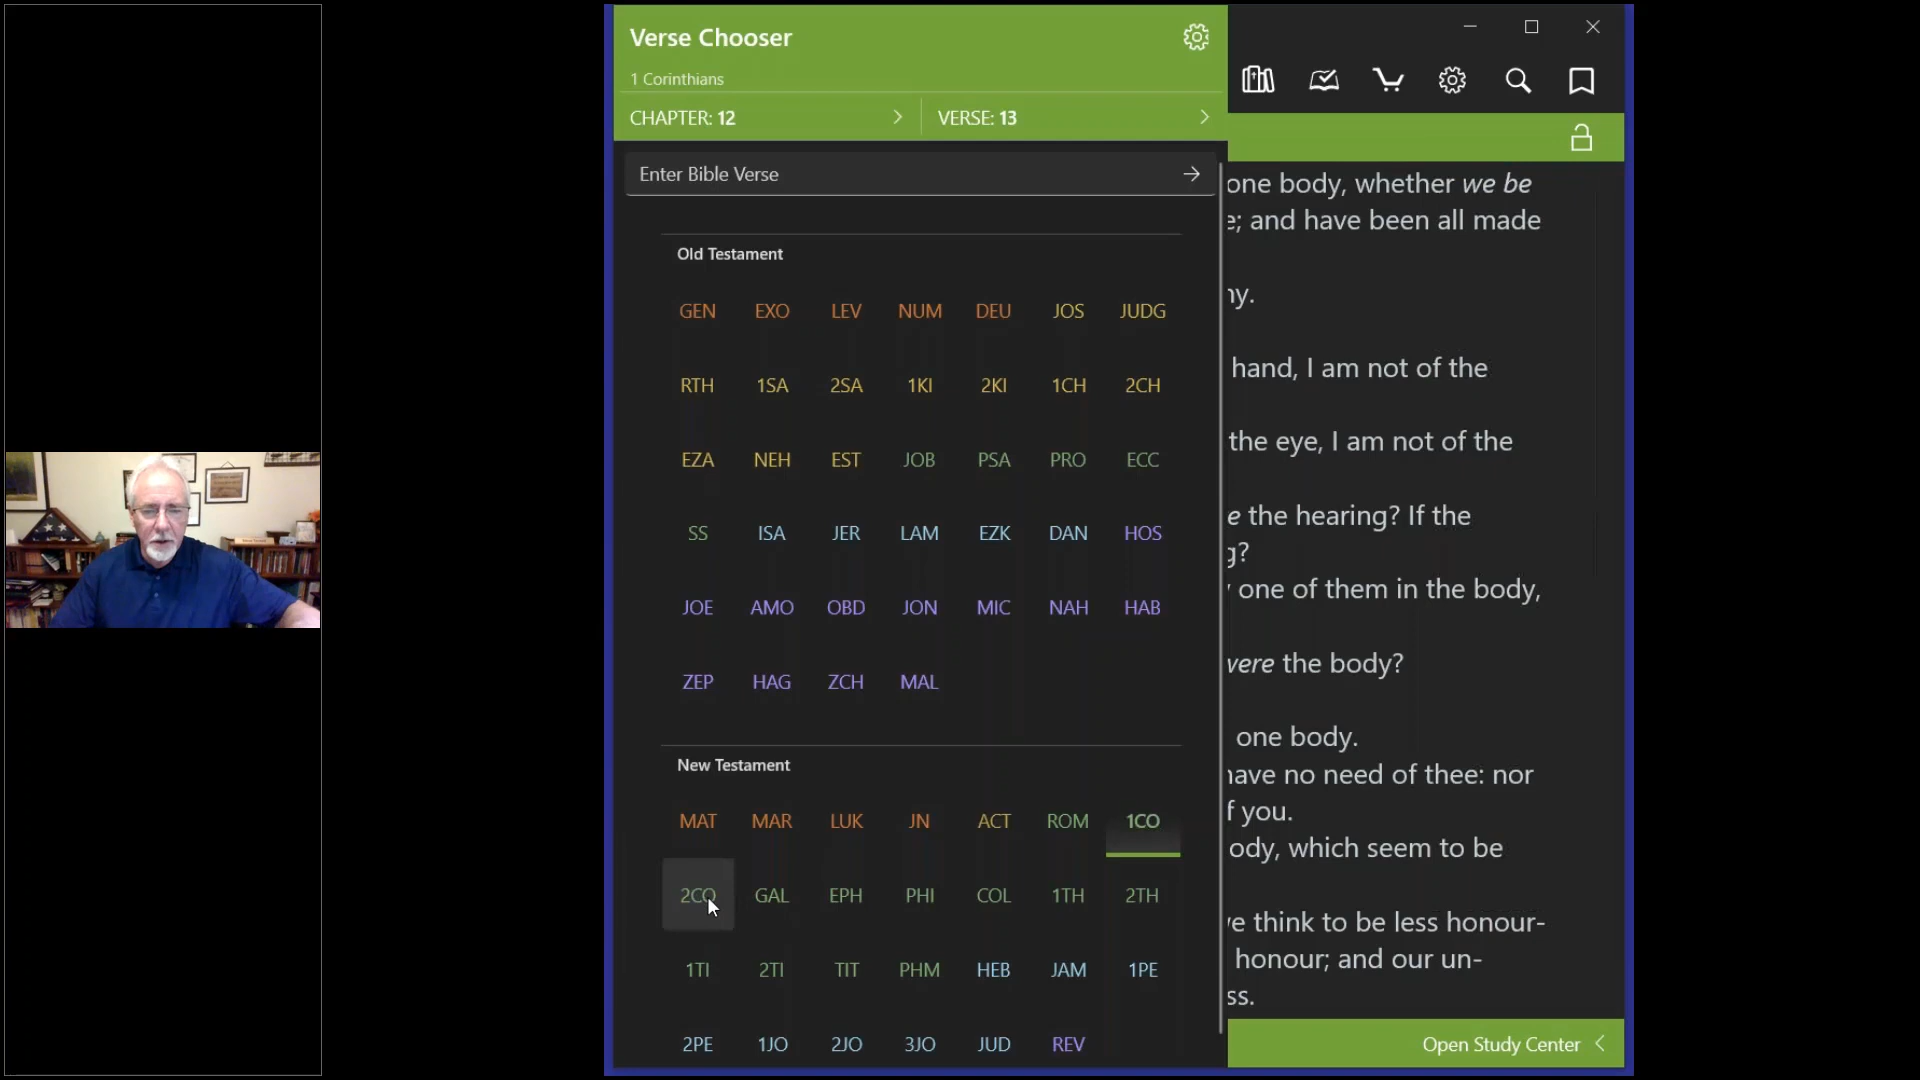 Verse Chooser
1 Corinthians
CHAPTER: 12
VERSE: 13
Enter Bible Verse
Old Testament
GEN EXO LEV NUM DEU JOS JUDG
RTH 1SA 2SA 1KI 2KI 1CH 2CH
EZA NEH EST JOB PSA PRO ECC
SS ISA JER LAM EZK DAN HOS
JOE AMO OBD JON MIC NAH HAB
ZEP HAG ZCH MAL
New Testament
MAT MAR LUK JN ACT ROM 1CO
2CO GAL EPH PHI COL 1TH 2TH
1TI 2TI TIT PHM HEB JAM 1PE
2PE 1JO 2JO 3JO JUD REV
one body, whether we be
; and have been all made
hand, I am not of the
the eye, I am not of the
the hearing? If the
one of them in the body,
the body?
one body.
have no need of thee: nor
of you.
body, which seem to be
we think to be less honour-
honour; and our un-
Open Study Center